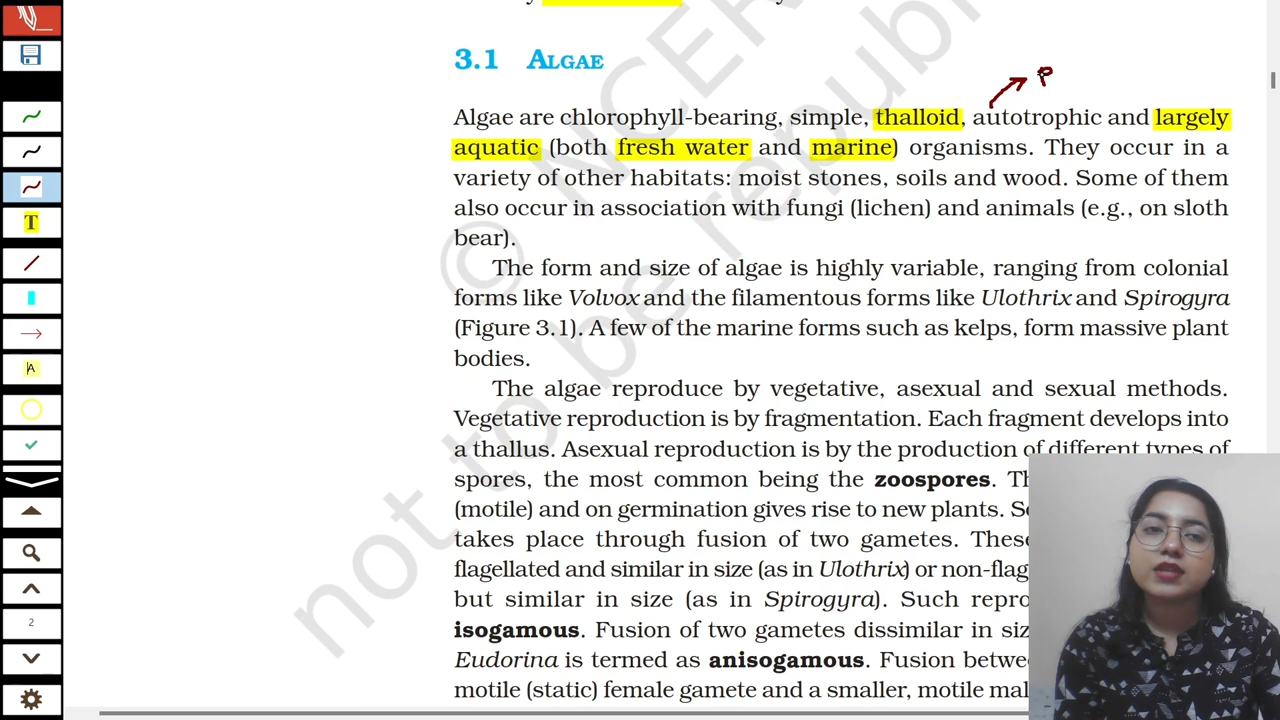 3.1 ALGAE
P
Algae are chlorophyll-bearing, simple, thalloid, autotrophic and largely
aquatic (both fresh water and marine) organisms. They occur in a
variety of other habitats: moist stones, soils and wood. Some of them
also occur in association with fungi (lichen) and animals (e.g., on sloth
bear).
The form and size of algae is highly variable, ranging from colonial
forms like Volvox and the filamentous forms like Ulothrix and Spirogyra
(Figure 3.1). A few of the marine forms such as kelps, form massive plant
bodies.
The algae reproduce by vegetative, asexual and sexual methods.
Vegetative reproduction is by fragmentation. Each fragment develops into
a thallus. Asexual reproduction is by the production of different types of
spores, the most common being the zoospores.
(motile) and on germination gives rise to new plants.
takes place through fusion of two gametes. These
flagellated and similar in size (as in Ulothrix) or
but similar in size (as in Spirogyra). Such
isogamous. Fusion of two gametes dissimilar in
Eudorina is termed as anisogamous. Fusion
motile (static) female gamete and a smaller, motile
© NCER
not to be republ
T
A
2